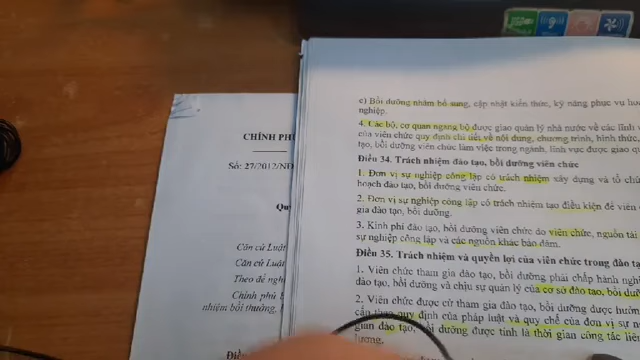 CHÍNH PH
Số: 27/2012/NĐ
Căn cứ Luật
Căn cứ Luật
Theo đề ngh
Chính phủ
nhiệm bồi thường,
c) Bồi dưỡng nhằm bổ sung, cập nhật kiến thức, kỹ năng phục vụ
nghiệp.
4. Các bộ, cơ quan ngang bộ được giao quản lý nhà nước về các lĩnh
của viên chức quy định chi tiết về nội dung, chương trình, hình thức,
tạo, bồi dưỡng viên chức làm việc trong ngành, lĩnh vực được giao
Điều 34. Trách nhiệm đào tạo, bồi dưỡng viên chức
1. Đơn vị sự nghiệp công lập có trách nhiệm xây dựng và tổ
hoạch đào tạo, bồi dưỡng viên chức.
2. Đơn vị sự nghiệp công lập có trách nhiệm tạo điều kiện để viên
gia đào tạo, bồi dưỡng.
3. Kinh phí đào tạo, bồi dưỡng viên chức do viên chức, nguồn tài
sự nghiệp công lập và các nguồn khác bảo đảm.
Điều 35. Trách nhiệm và quyền lợi của viên chức trong đào
1. Viên chức tham gia đào tạo, bồi dưỡng phải chấp hành
đào tạo, bồi dưỡng và chịu sự quản lý của cơ sở đào tạo, bồi
2. Viên chức được cử tham gia đào tạo, bồi dưỡng được
theo quy định của pháp luật và quy chế của đơn vị sự
gian đào tạo, bồi dưỡng được tính là thời gian công tác
lương.